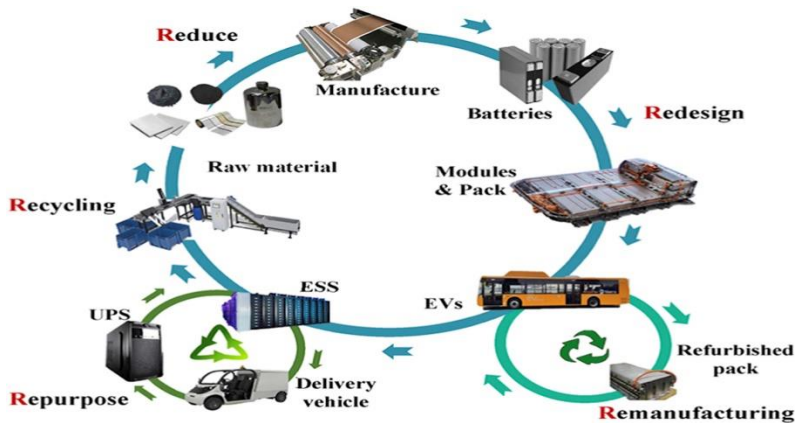 Reduce
Manufacture
Batteries
Redesign
Raw material
Modules
& Pack
Recycling
ESS
EVs
UPS
Refurbished
pack
Delivery
vehicle
Repurpose
Remanufacturing